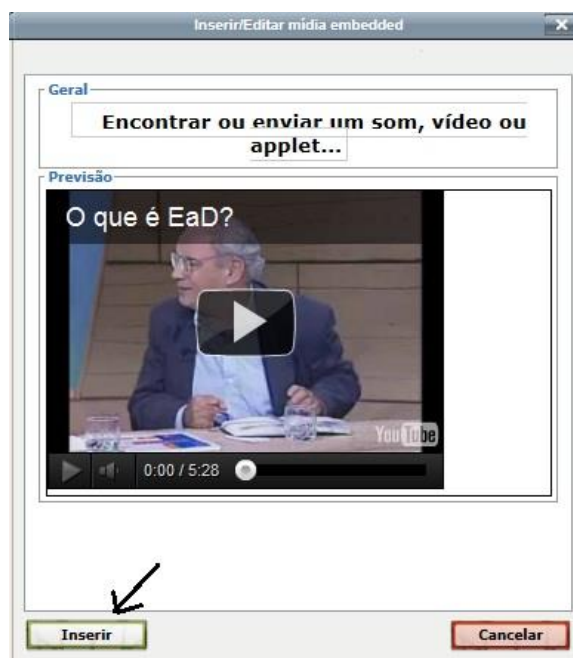 Inserir/Editar mídia embedded
Geral
Encontrar ou enviar um som, vídeo ou
applet...
Previsão
O que é EaD?
YouTube
0:00 / 5:28
Inserir
Cancelar